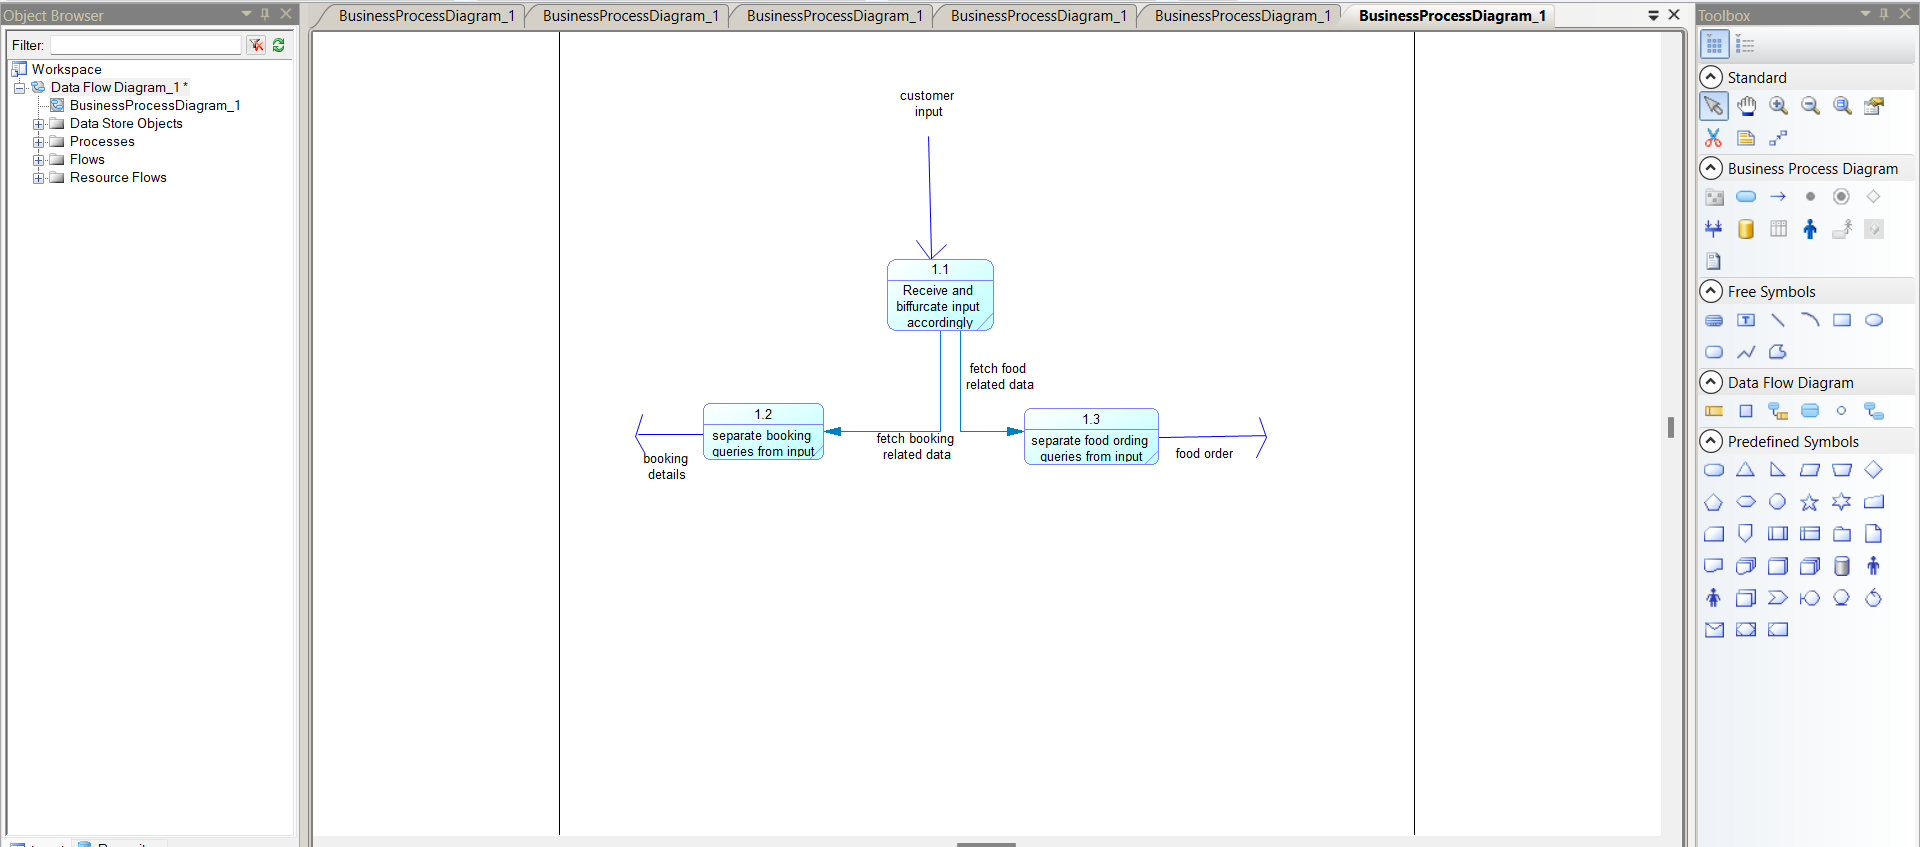 Object Browser
Filter:
Workspace
Data Flow Diagram_1 *
BusinessProcessDiagram_1
Data Store Objects
Processes
Flows
Resource Flows
BusinessProcessDiagram_1
BusinessProcessDiagram_1
BusinessProcessDiagram_1
BusinessProcessDiagram_1
BusinessProcessDiagram_1
BusinessProcessDiagram_1
customer
input
1.1
Receive and
biffurcate input
accordingly
fetch food
related data
1.2
separate booking
queries from input
fetch booking
related data
1.3
separate food ording
queries from input
booking
details
food order
Toolbox
Standard
Business Process Diagram
Free Symbols
Data Flow Diagram
Predefined Symbols